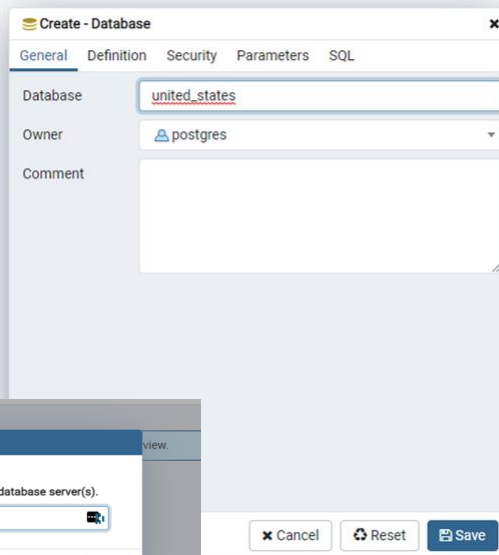 Create - Database
General Definition Security Parameters SQL
Database united_states
Owner postgres
Comment
view.
database server(s).
Cancel Reset Save